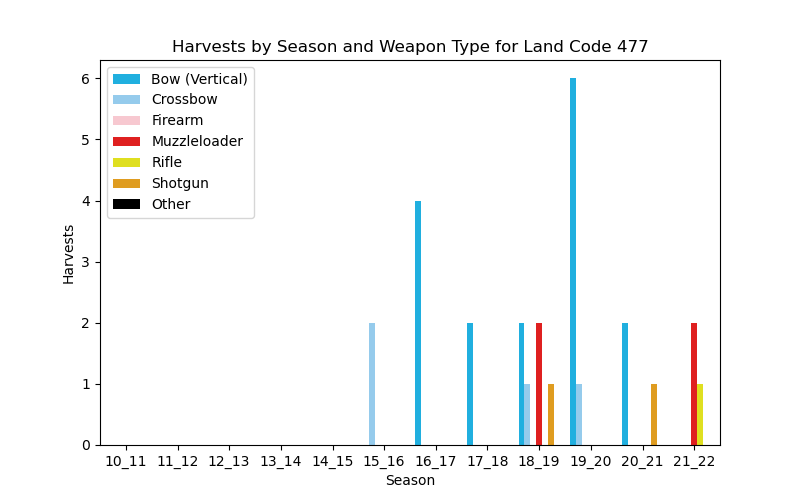 Harvests by Season and Weapon Type for Land Code 477
Bow (Vertical)
Crossbow
Firearm
Muzzleloader
Rifle
Shotgun
Other
6
5
4
3
2
1
0
Harvests
10_11 11_12 12_13 13_14 14_15 15_16 16_17 17_18 18_19 19_20 20_21 21_22
Season